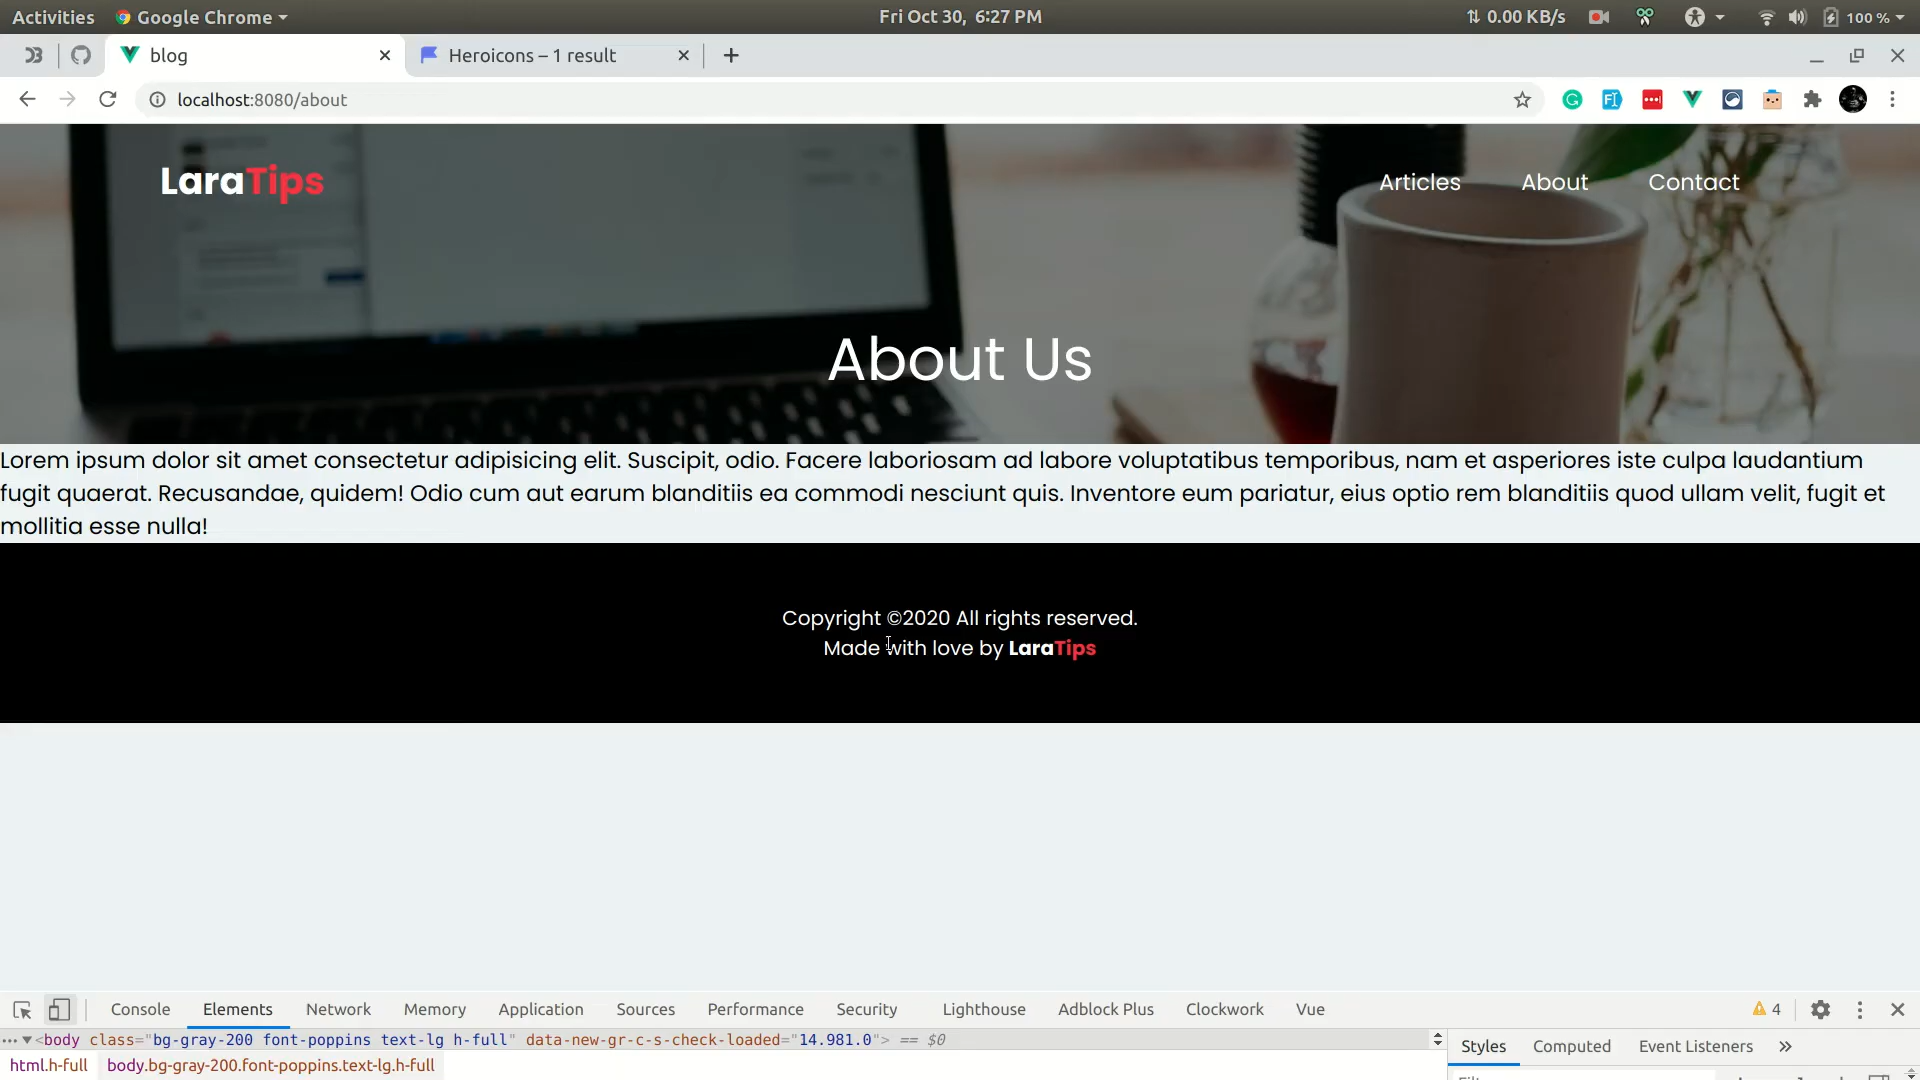 Activities Google Chrome Fri Oct 30, 6:27 PM 0.00 KB/s 100 %
blog Heroicons – 1 result
localhost:8080/about
LaraTips Articles About Contact
About Us
Lorem ipsum dolor sit amet consectetur adipisicing elit. Suscipit, odio. Facere laboriosam ad labore voluptatibus temporibus, nam et asperiores iste culpa laudantium
fugit quaerat. Recusandae, quidem! Odio cum aut earum blanditiis ea commodi nesciunt quis. Inventore eum pariatur, eius optio rem blanditiis quod ullam velit, fugit et
mollitia esse nulla!
Copyright ©2020 All rights reserved.
Made with love by LaraTips
Console Elements Network Memory Application Sources Performance Security Lighthouse Adblock Plus Clockwork Vue 4
<body class="bg-gray-200 font-poppins text-lg h-full" data-new-gr-c-s-check-loaded="14.981.0"> == $0
Styles Computed Event Listeners
html.h-full body.bg-gray-200.font-poppins.text-lg.h-full